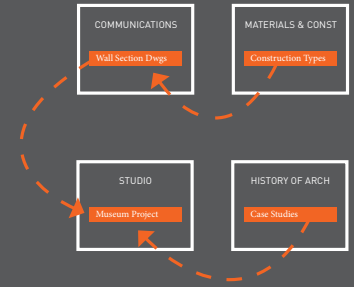 COMMUNICATIONS
MATERIALS & CONST
Wall Section Dwgs
Construction Types
STUDIO
HISTORY OF ARCH
Museum Project
Case Studies